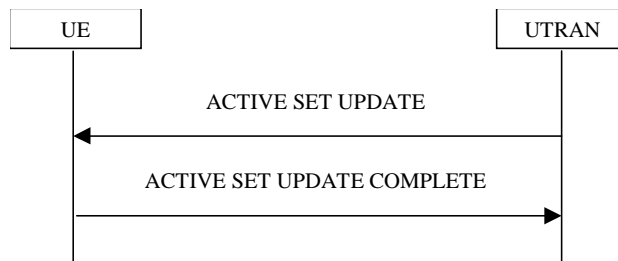 UE
UTRAN
ACTIVE SET UPDATE
ACTIVE SET UPDATE COMPLETE